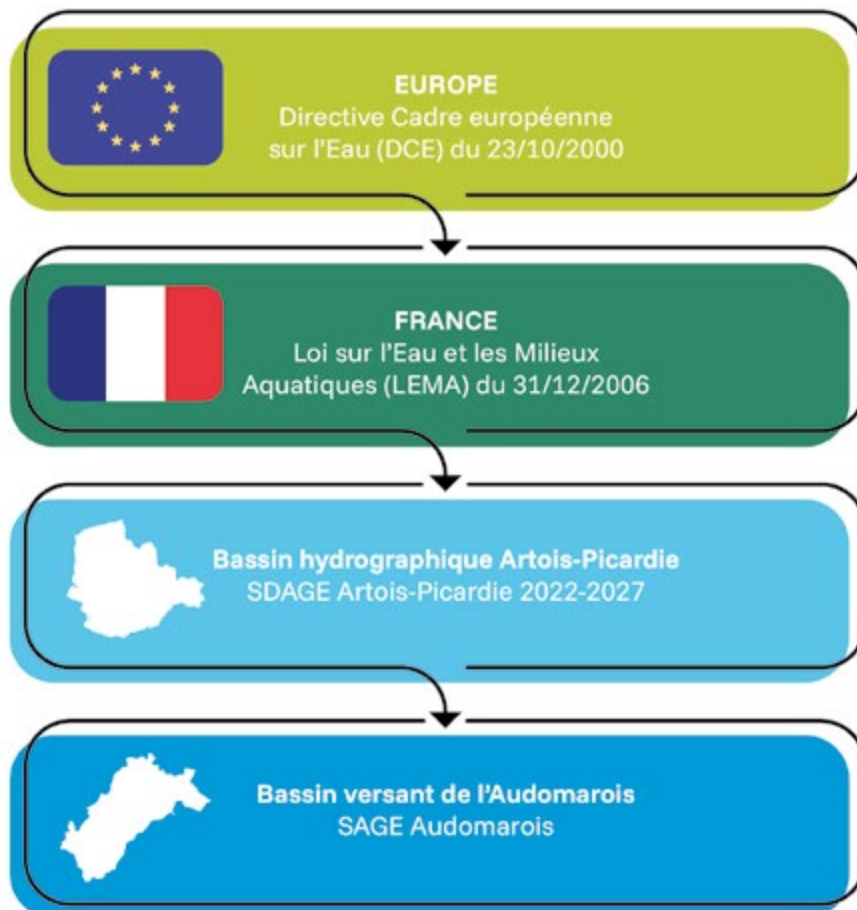 EUROPE
Directive Cadre européenne
sur l'Eau (DCE) du 23/10/2000
FRANCE
Loi sur l'Eau et les Milieux
Aquatiques (LEMA) du 31/12/2006
Bassin hydrographique Artois-Picardie
SDAGE Artois-Picardie 2022-2027
Bassin versant de l'Audomarois
SAGE Audomarois